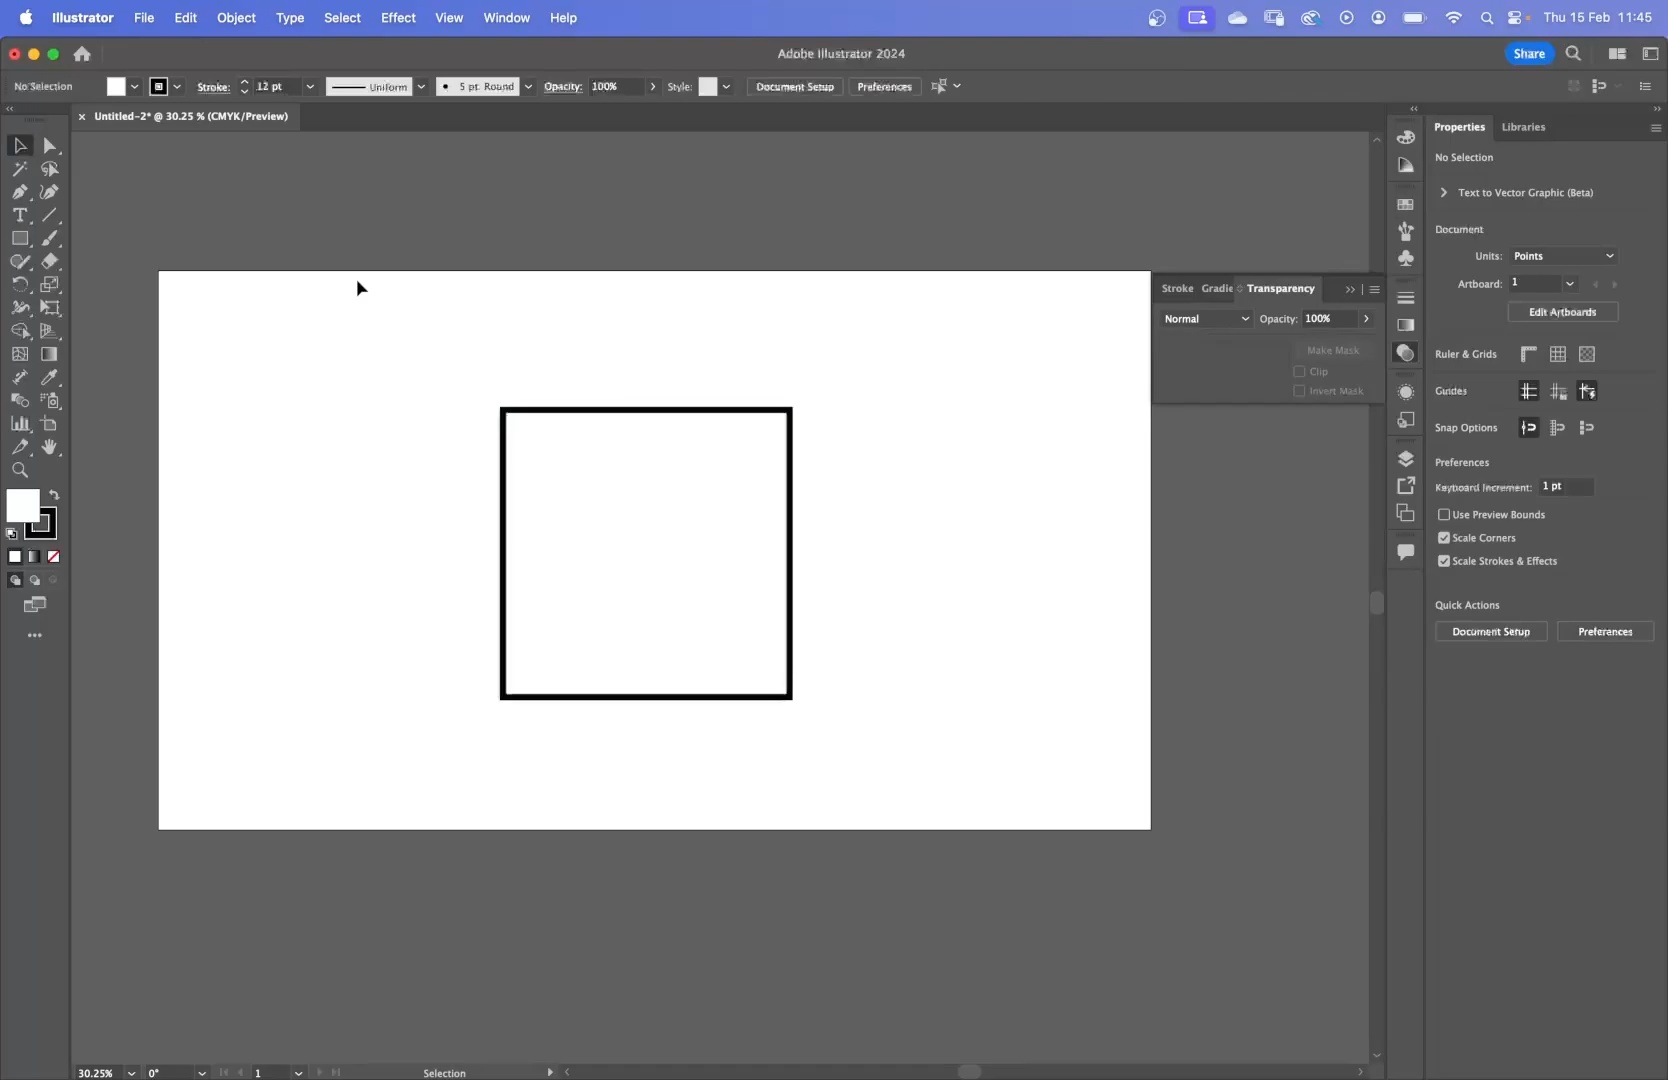 Illustrator File Edit Object Type Select Effect View Window Help Thu 15 Feb 11:45
Adobe Illustrator 2024 Share
No Selection Stroke: 12 pt Uniform 5 pt. Round Opacity: 100% Style: Document Setup Preferences
Untitled-2* @ 30.25 % (CMYK/Preview)
Properties Libraries
No Selection
Text to Vector Graphic (Beta)
Document
Units: Points
Artboard: 1
Edit Artboards
Ruler & Grids
Guides
Snap Options
Preferences
Keyboard Increment: 1 pt
Use Preview Bounds
Scale Corners
Scale Strokes & Effects
Quick Actions
Document Setup Preferences
Stroke Gradie Transparency
Normal Opacity: 100%
Make Mask
Clip
Invert Mask
30.25% 0° 1 Selection